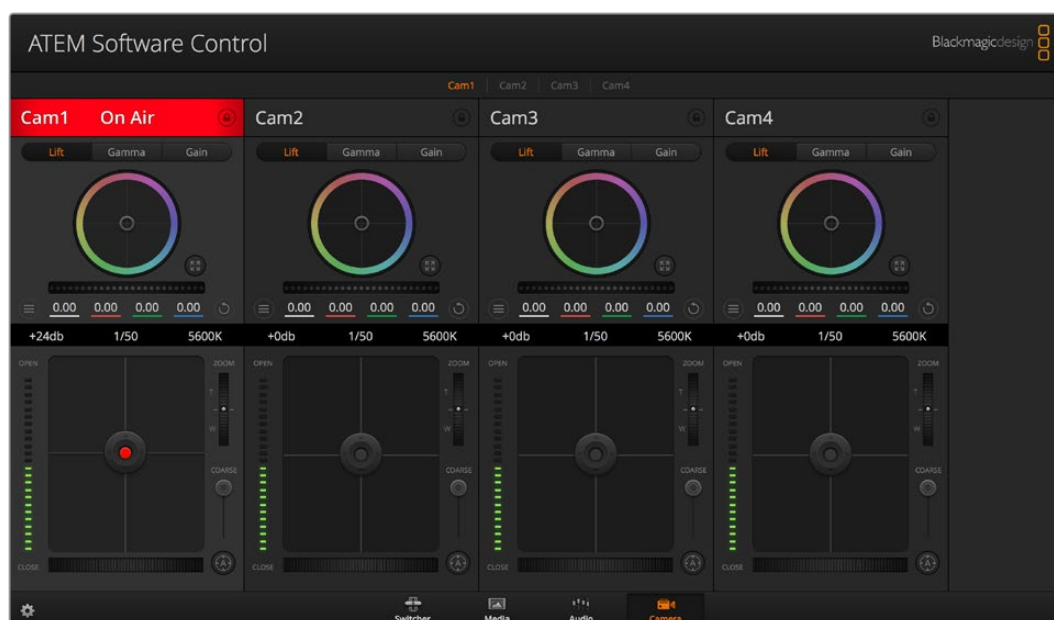 ATEM Software Control
Blackmagicdesign
Cam1 Cam2 Cam3 Cam4
Cam1 On Air Cam2 Cam3 Cam4
Lift Gamma Gain Lift Gamma Gain Lift Gamma Gain Lift Gamma Gain
0.00 0.00 0.00 0.00 0.00 0.00 0.00 0.00 0.00 0.00 0.00 0.00 0.00 0.00 0.00 0.00
+24db 1/50 5600K +0db 1/50 5600K +0db 1/50 5600K +0db 1/50 5600K
OPEN ZOOM OPEN ZOOM OPEN ZOOM OPEN ZOOM
T T T T
W W W W
COARSE COARSE COARSE COARSE
A A A A
CLOSE CLOSE CLOSE CLOSE
Switcher Media Audio Camera